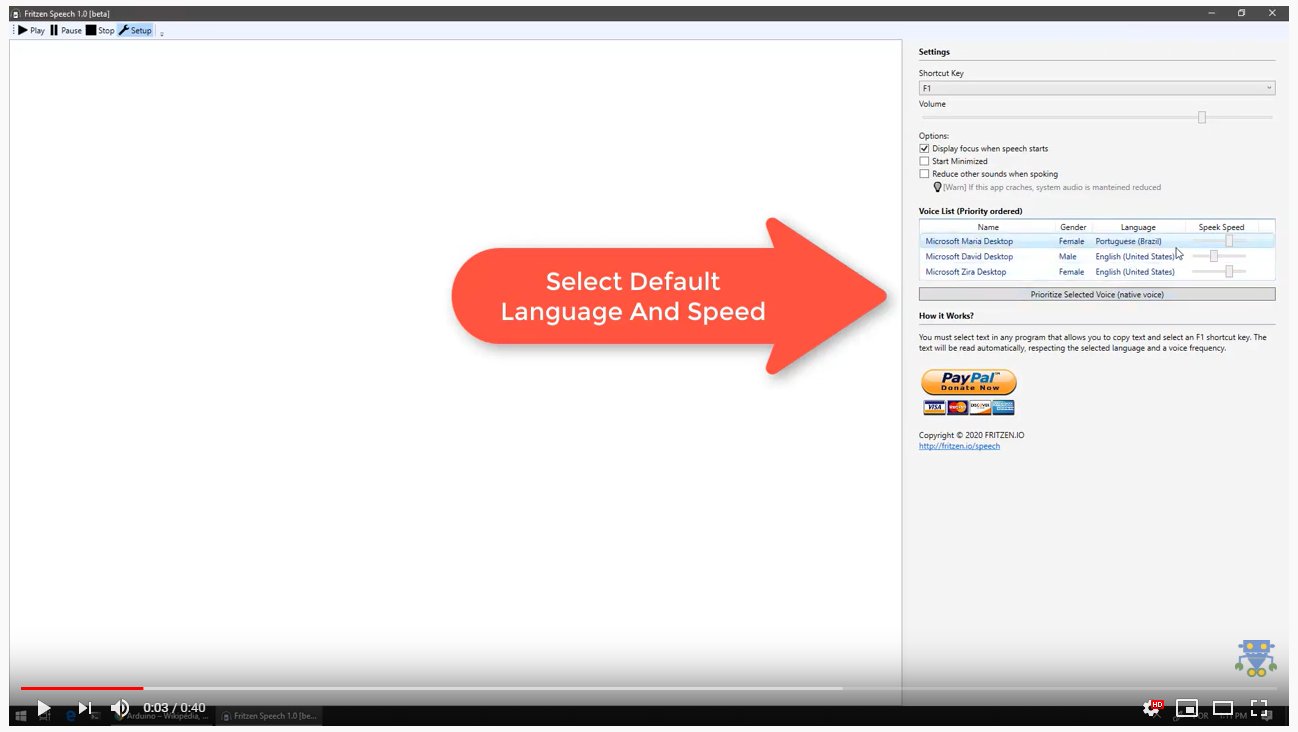 Fritzen Speech 1.0 [beta]
Play Pause Stop Setup
Settings
Shortcut Key
F1
Volume
Options:
Display focus when speech starts
Start Minimized
Reduce other sounds when spoking
[Warn] If this app craches, system audio is manteined reduced
Voice List (Priority ordered)
Name Gender Language Speek Speed
Microsoft Maria Desktop Female Portuguese (Brazil)
Microsoft David Desktop Male English (United States)
Microsoft Zira Desktop Female English (United States)
Prioritize Selected Voice (native voice)
Select Default
Language And Speed
How it Works?
You must select text in any program that allows you to copy text and select an F1 shortcut key. The
text will be read automatically, respecting the selected language and a voice frequency.
PayPal
Donate Now
VISA DISCOVER
Copyright © 2020 FRITZEN.IO
http://fritzen.io/speech
0:03 / 0:40
HD
Arduino – Wikipedia, ... Fritzen Speech 1.0 [be...